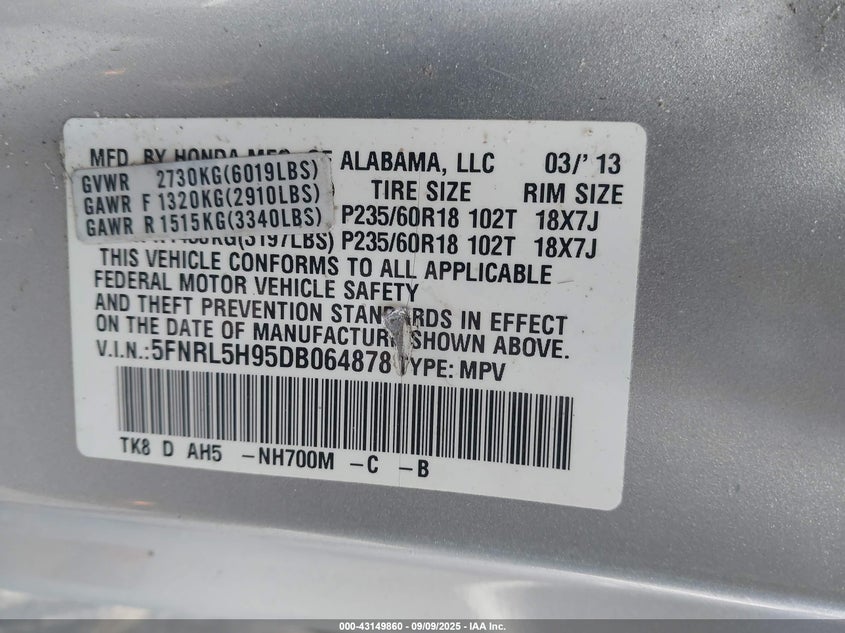 MFD. BY HONDA MFG. OF ALABAMA, LLC 03/'13
GVWR 2730KG(6019LBS) TIRE SIZE RIM SIZE
GAWR F 1320KG(2910LBS) P235/60R18 102T 18X7J
GAWR R 1515KG(3340LBS)
(3197LBS) P235/60R18 102T 18X7J
THIS VEHICLE CONFORMS TO ALL APPLICABLE
FEDERAL MOTOR VEHICLE SAFETY
AND THEFT PREVENTION STANDARDS IN EFFECT
ON THE DATE OF MANUFACTURE SHOWN ABOVE.
V.I.N.:5FNRL5H95DB064878 TYPE: MPV
TK8 D AH5 -NH700M -C -B
000-43149860 - 09/09/2025 - IAA Inc.